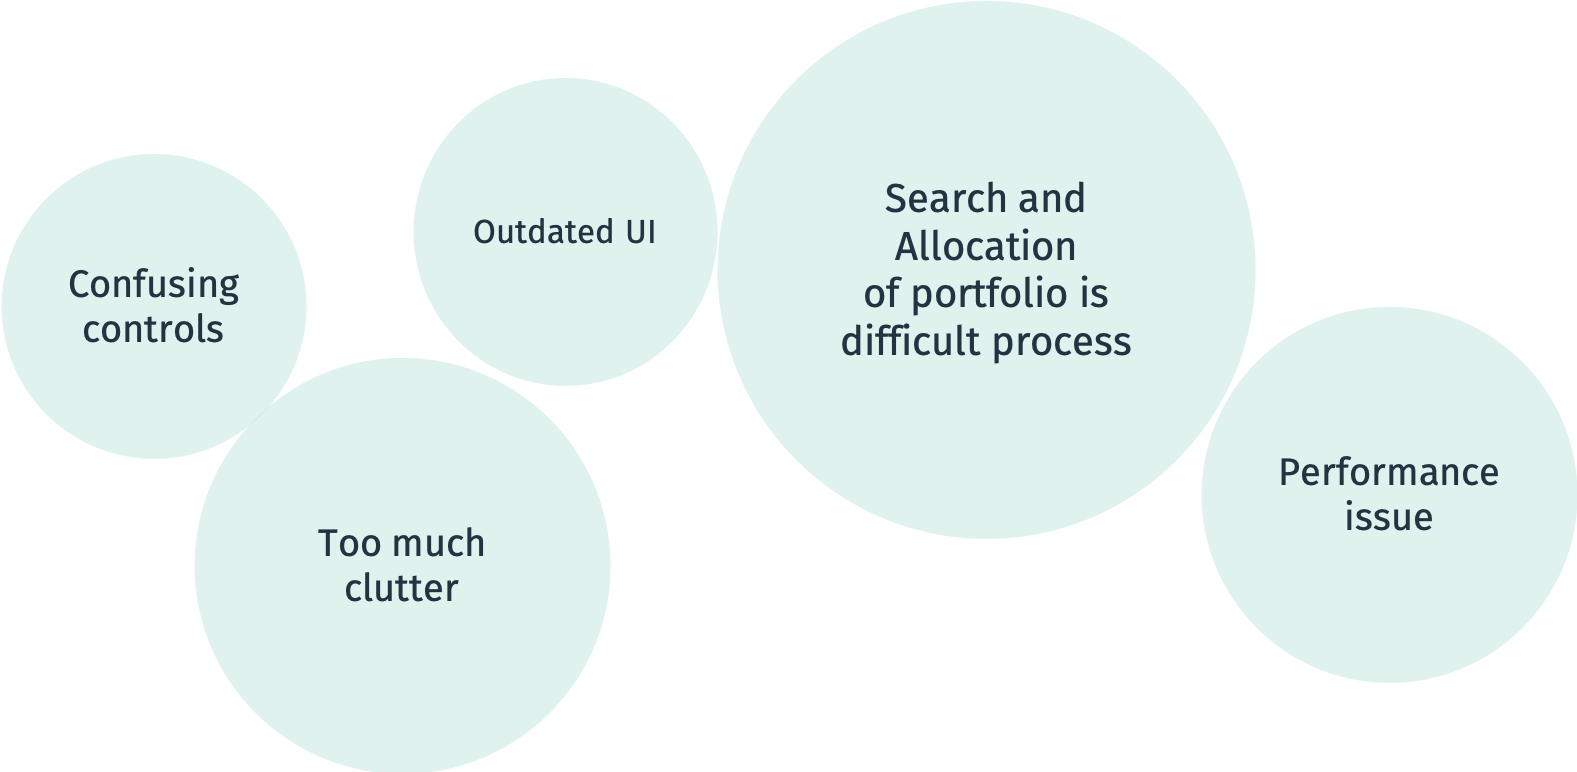 Confusing
controls
Outdated UI
Too much
clutter
Search and
Allocation
of portfolio is
difficult process
Performance
issue